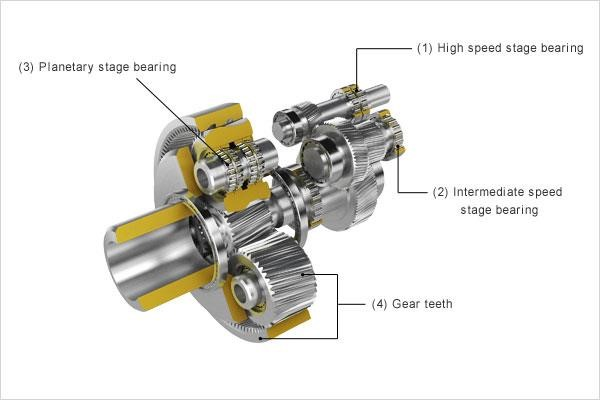 (1) High speed stage bearing
(3) Planetary stage bearing
(2) Intermediate speed
stage bearing
(4) Gear teeth